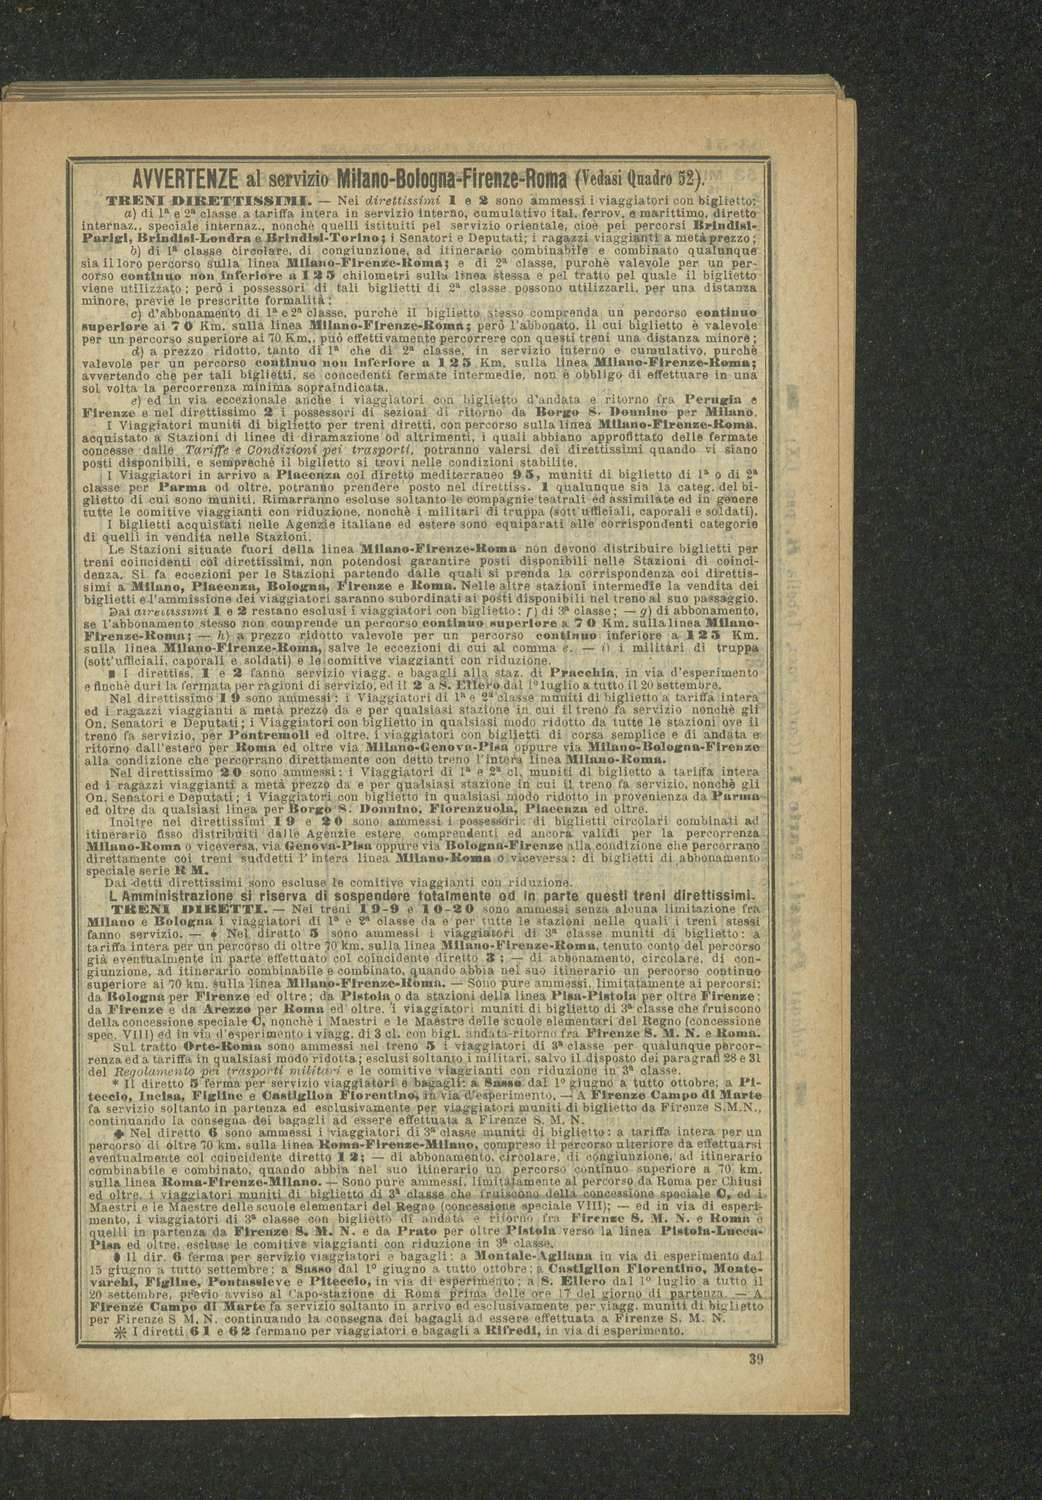 AVVERTENZE al servizio Milano-Bologna-Firenze-Roma (Vedasi Quadro 52).
TRENI DIRETTISSIMI. — Nei direttissimi 1 e 2 sono ammessi i viaggiatori con biglietto:
a) di 1ª e 2ª classe a tariffa intera in servizio interno, cumulativo ital. ferrov. e marittimo, diretto
internaz., speciale internaz., nonchè quelli istituiti pel servizio orientale, cioè pei percorsi Brindisi-
Parigi, Brindisi-Londra e Brindisi-Torino; i Senatori e Deputati; i ragazzi viaggianti a metà prezzo;
b) di 1ª classe circolare, di congiunzione, ad itinerario combinabile e combinato qualunque
sia il loro percorso sulla linea Milano-Firenze-Roma; e di 2ª classe, purchè valevole per un per-
corso continuo non inferiore a 125 chilometri sulla linea stessa e pel tratto pel quale il biglietto
viene utilizzato; però i possessori di tali biglietti di 2ª classe possono utilizzarli, per una distanza
minore, previe le prescritte formalità;
c) d'abbonamento di 1ª e 2ª classe, purchè il biglietto stesso comprenda un percorso continuo
superiore ai 70 Km. sulla linea Milano-Firenze-Roma; però l'abbonato, il cui biglietto è valevole
per un percorso superiore ai 70 Km., può effettivamente percorrere con questi treni una distanza minore;
d) a prezzo ridotto, tanto di 1ª che di 2ª classe, in servizio interno e cumulativo, purchè
valevole per un percorso continuo non inferiore a 125 Km. sulla linea Milano-Firenze-Roma;
avvertendo che per tali biglietti, se concedenti fermate intermedie, non è obbligo di effettuare in una
sol volta la percorrenza minima sopraindicata.
e) ed in via eccezionale anche i viaggiatori con biglietto d'andata e ritorno fra Perugia e
Firenze e nel direttissimo 2 i possessori di sezioni di ritorno da Borgo S. Donnino per Milano.
I Viaggiatori muniti di biglietto per treni diretti, con percorso sulla linea Milano-Firenze-Roma,
acquistato a Stazioni di linee di diramazione od altrimenti, i quali abbiano approfittato delle fermate
concesse dalle Tariffe e Condizioni pei trasporti, potranno valersi dei direttissimi quando vi siano
posti disponibili, e semprechè il biglietto si trovi nelle condizioni stabilite.
I Viaggiatori in arrivo a Piacenza col diretto mediterraneo 95, muniti di biglietto di 1ª o di 2ª
classe per Parma od oltre, potranno prendere posto nel direttiss. 1 qualunque sia la categ. del bi-
glietto di cui sono muniti. Rimarranno escluse soltanto le compagnie teatrali ed assimilate ed in genere
tutte le comitive viaggianti con riduzione, nonchè i militari di truppa (sott'ufficiali, caporali e soldati).
I biglietti acquistati nelle Agenzie italiane ed estere sono equiparati alle corrispondenti categorie
di quelli in vendita nelle Stazioni.
Le Stazioni situate fuori della linea Milano-Firenze-Roma non devono distribuire biglietti per
treni coincidenti coi direttissimi, non potendosi garantire posti disponibili nelle Stazioni di coinci-
denza. Si fa eccezioni per le Stazioni partendo dalle quali si prenda la corrispondenza coi direttis-
simi a Milano, Piacenza, Bologna, Firenze e Roma. Nelle altre stazioni intermedie la vendita dei
biglietti e l'ammissione dei viaggiatori saranno subordinati ai posti disponibili nel treno al suo passaggio.
Dai direttissimi 1 e 2 restano esclusi i viaggiatori con biglietto: f) di 3ª classe; — g) di abbonamento,
se l'abbonamento stesso non comprende un percorso continuo superiore a 70 Km. sulla linea Milano-
Firenze-Roma; — h) a prezzo ridotto valevole per un percorso continuo inferiore a 125 Km.
sulla linea Milano-Firenze-Roma, salve le eccezioni di cui al comma e. — i) i militari di truppa
(sott'ufficiali, caporali e soldati) e le comitive viaggianti con riduzione.
■ I direttiss. 1 e 2 fanno servizio viagg. e bagagli alla staz. di Pracchia, in via d'esperimento
e finchè duri la fermata per ragioni di servizio, ed il 2 a S. Ellero dal 1º luglio a tutto il 20 settembre.
Nel direttissimo 19 sono ammessi: i Viaggiatori di 1ª e 2ª classe muniti di biglietto a tariffa intera
ed i ragazzi viaggianti a metà prezzo da e per qualsiasi stazione in cui il treno fa servizio nonchè gli
On. Senatori e Deputati; i Viaggiatori con biglietto in qualsiasi modo ridotto da tutte le stazioni ove il
treno fa servizio, per Pontremoli ed oltre, i viaggiatori con biglietti di corsa semplice e di andata e
ritorno dall'estero per Roma ed oltre via Milano-Genova-Pisa oppure via Milano-Bologna-Firenze
alla condizione che percorrano direttamente con detto treno l'intera linea Milano-Roma.
Nel direttissimo 20 sono ammessi: i Viaggiatori di 1ª e 2ª cl. muniti di biglietto a tariffa intera
ed i ragazzi viaggianti a metà prezzo da e per qualsiasi stazione in cui il treno fa servizio, nonchè gli
On. Senatori e Deputati; i Viaggiatori con biglietto in qualsiasi modo ridotto in provenienza da Parma
ed oltre da qualsiasi linea per Borgo S. Donnino, Fiorenzuola, Piacenza ed oltre.
Inoltre nei direttissimi 19 e 20 sono ammessi i possessori: di biglietti circolari combinati ad
itinerario fisso distribuiti dalle Agenzie estere comprendenti ed ancora validi per la percorrenza
Milano-Roma o viceversa, via Genova-Pisa oppure via Bologna-Firenze alla condizione che percorrano
direttamente coi treni suddetti l'intera linea Milano-Roma o viceversa: di biglietti di abbonamento
speciale serie R M.
Dai detti direttissimi sono escluse le comitive viaggianti con riduzione.
L'Amministrazione si riserva di sospendere totalmente od in parte questi treni direttissimi.
TRENI DIRETTI. — Nei treni 19-9 e 10-20 sono ammessi senza alcuna limitazione fra
Milano e Bologna i viaggiatori di 1ª e 2ª classe da e per tutte le stazioni nelle quali i treni stessi
fanno servizio. — ♦ Nel diretto 5 sono ammessi i viaggiatori di 3ª classe muniti di biglietto: a
tariffa intera per un percorso di oltre 70 km. sulla linea Milano-Firenze-Roma, tenuto conto del percorso
già eventualmente in parte effettuato col coincidente diretto 3; — di abbonamento, circolare, di con-
giunzione, ad itinerario combinabile e combinato, quando abbia nel suo itinerario un percorso continuo
superiore ai 70 km. sulla linea Milano-Firenze-Roma. — Sono pure ammessi, limitatamente ai percorsi:
da Bologna per Firenze ed oltre; da Pistoia o da stazioni della linea Pisa-Pistoia per oltre Firenze;
da Firenze e da Arezzo per Roma ed oltre, i viaggiatori muniti di biglietto di 3ª classe che fruiscono
della concessione speciale C, nonchè i Maestri e le Maestre delle scuole elementari del Regno (concessione
spec. VIII) ed in via d'esperimento i viagg. di 3 cl. con bigl. andata-ritorno fra Firenze S. M. N. e Roma.
Sul tratto Orte-Roma sono ammessi nel treno 5 i viaggiatori di 3ª classe per qualunque percor-
renza ed a tariffa in qualsiasi modo ridotta; esclusi soltanto i militari, salvo il disposto dei paragrafi 28 e 31
del Regolamento pei trasporti militari e le comitive viaggianti con riduzione in 3ª classe.
* Il diretto 5 ferma per servizio viaggiatori e bagagli: a Sasso dal 1º giugno a tutto ottobre; a Pi-
teccio, Incisa, Figline e Castiglion Fiorentino, in via d'esperimento. — A Firenze Campo di Marte
fa servizio soltanto in partenza ed esclusivamente per viaggiatori muniti di biglietto da Firenze S.M.N.,
continuando la consegna dei bagagli ad essere effettuata a Firenze S. M. N.
♦ Nel diretto 6 sono ammessi i viaggiatori di 3ª classe muniti di biglietto: a tariffa intera per un
percorso di oltre 70 km. sulla linea Roma-Firenze-Milano, compreso il percorso ulteriore da effettuarsi
eventualmente col coincidente diretto 12; — di abbonamento, circolare, di congiunzione, ad itinerario
combinabile e combinato, quando abbia nel suo itinerario un percorso continuo superiore a 70 km.
sulla linea Roma-Firenze-Milano. — Sono pure ammessi, limitatamente al percorso da Roma per Chiusi
ed oltre, i viaggiatori muniti di biglietto di 3ª classe che fruiscono della concessione speciale C, ed i
Maestri e le Maestre delle scuole elementari del Regno (concessione speciale VIII); — ed in via di esperi-
mento, i viaggiatori di 3ª classe con biglietto di andata e ritorno fra Firenze S. M. N. e Roma e
quelli in partenza da Firenze S. M. N. e da Prato per oltre Pistoia verso la linea Pistoia-Lucca-
Pisa ed oltre, escluse le comitive viaggianti con riduzione in 3ª classe.
♦ Il dir. 6 ferma per servizio viaggiatori e bagagli: a Montale-Agliana in via di esperimento dal
15 giugno a tutto settembre; a Sasso dal 1º giugno a tutto ottobre; a Castiglion Fiorentino, Monte-
varchi, Figline, Pontassieve e Piteccio, in via di esperimento; a S. Ellero dal 1º luglio a tutto il
20 settembre, previo avviso al Capo-stazione di Roma prima delle ore 17 del giorno di partenza. — A
Firenze Campo di Marte fa servizio soltanto in arrivo ed esclusivamente per viagg. muniti di biglietto
per Firenze S M. N. continuando la consegna dei bagagli ad essere effettuata a Firenze S. M. N.
❋ I diretti 61 e 62 fermano per viaggiatori e bagagli a Rifredi, in via di esperimento.
39